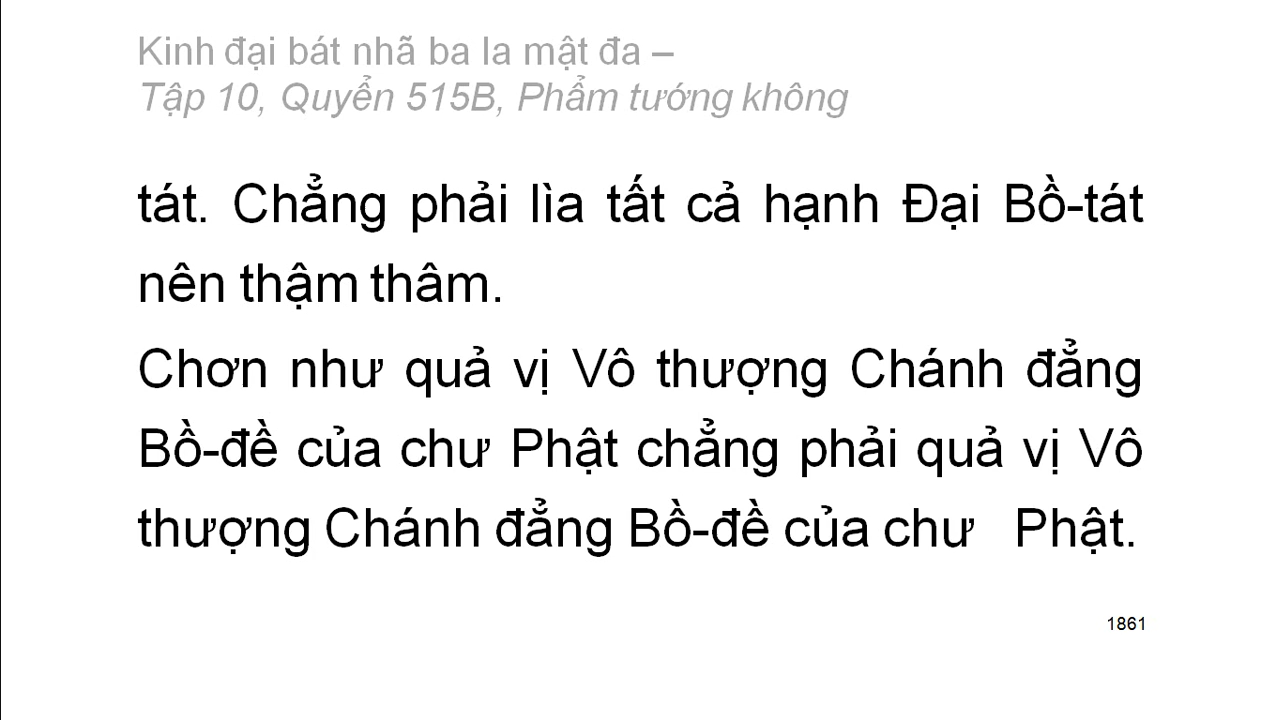 Kinh đại bát nhã ba la mật đa –
Tập 10, Quyển 515B, Phẩm tướng không
tát. Chẳng phải lìa tất cả hạnh Đại Bồ-tát
nên thậm thâm.
Chơn như quả vị Vô thượng Chánh đẳng
Bồ-đề của chư Phật chẳng phải quả vị Vô
thượng Chánh đẳng Bồ-đề của chư Phật.
1861